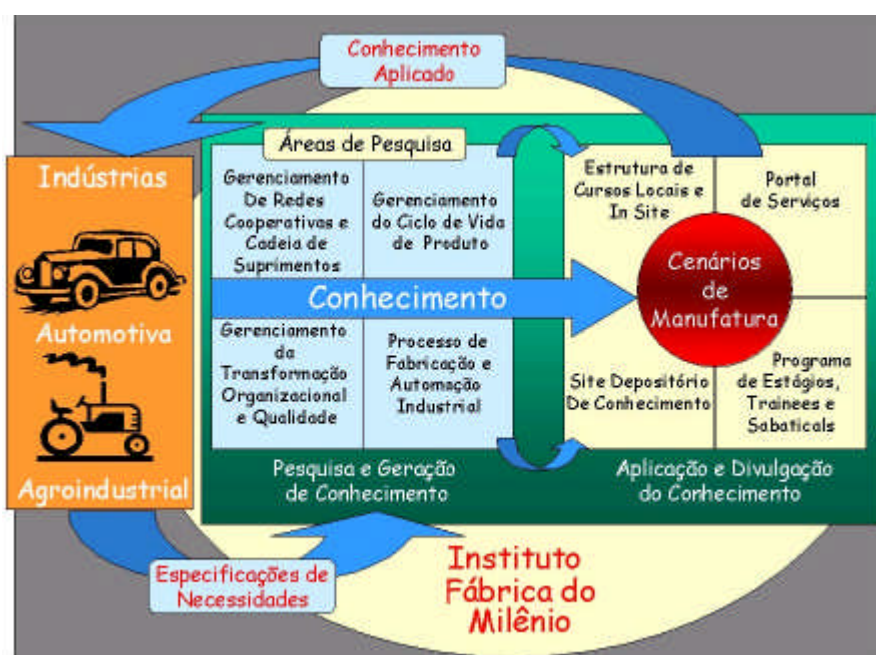 Conhecimento
Aplicado
Áreas de Pesquisa
Indústrias
Automotiva
Agroindustrial
Gerenciamento
De Redes
Cooperativas e
Cadeia de
Suprimentos
Gerenciamento
do Ciclo de Vida
de Produto
Conhecimento
Gerenciamento
da
Transformação
Organizacional
e Qualidade
Processo de
Fabricação e
Automação
Industrial
Pesquisa e Geração
de Conhecimento
Estrutura de
Cursos Locais e
In Site
Portal
de Serviços
Cenários
de
Manufatura
Site Depositório
De Conhecimento
Programa
de Estágios,
Trainees e
Sabaticals
Aplicação e Divulgação
do Conhecimento
Especificações de
Necessidades
Instituto
Fábrica do
Milênio